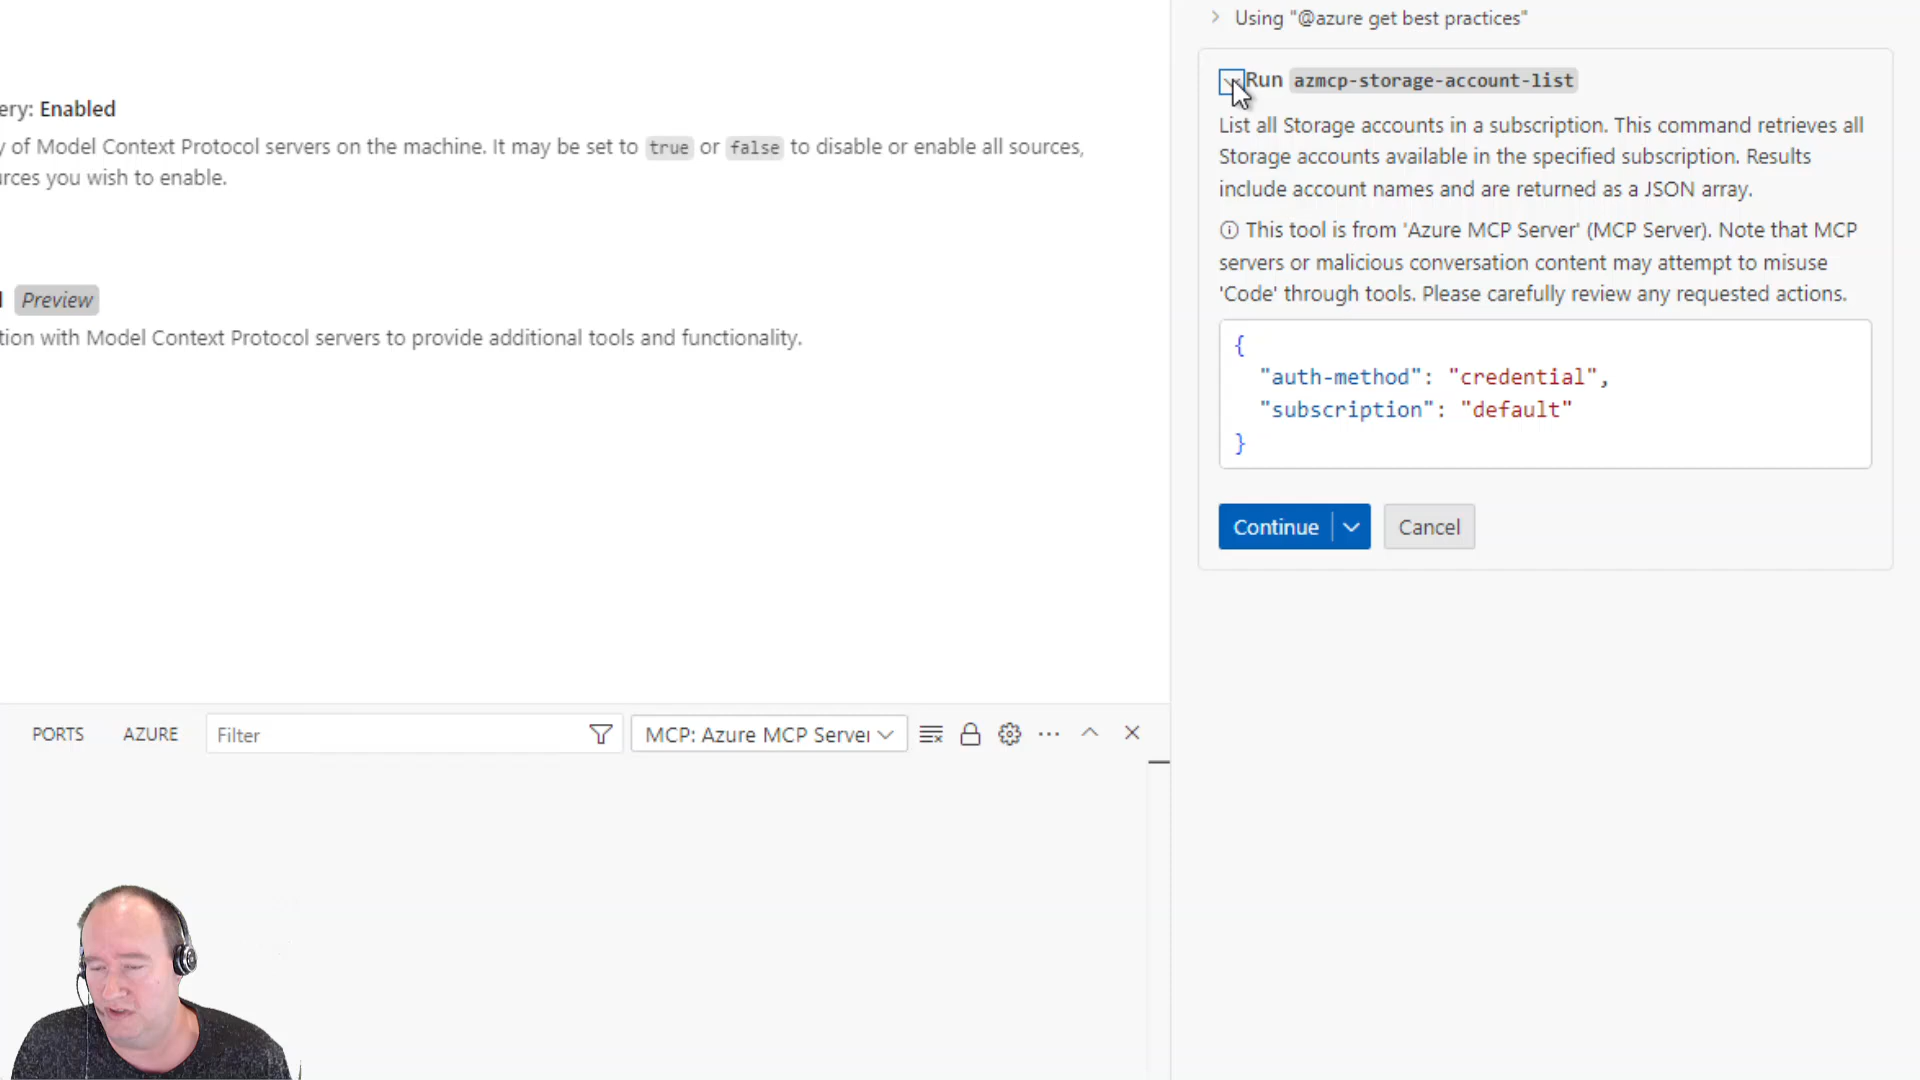 Using "@azure get best practices"
Run azmcp-storage-account-list
List all Storage accounts in a subscription. This command retrieves all
Storage accounts available in the specified subscription. Results
include account names and are returned as a JSON array.
This tool is from 'Azure MCP Server' (MCP Server). Note that MCP
servers or malicious conversation content may attempt to misuse
'Code' through tools. Please carefully review any requested actions.
{
"auth-method": "credential",
"subscription": "default"
}
Continue
Cancel
ery: Enabled
y of Model Context Protocol servers on the machine. It may be set to true or false to disable or enable all sources,
urces you wish to enable.
Preview
tion with Model Context Protocol servers to provide additional tools and functionality.
PORTS
AZURE
Filter
MCP: Azure MCP Server